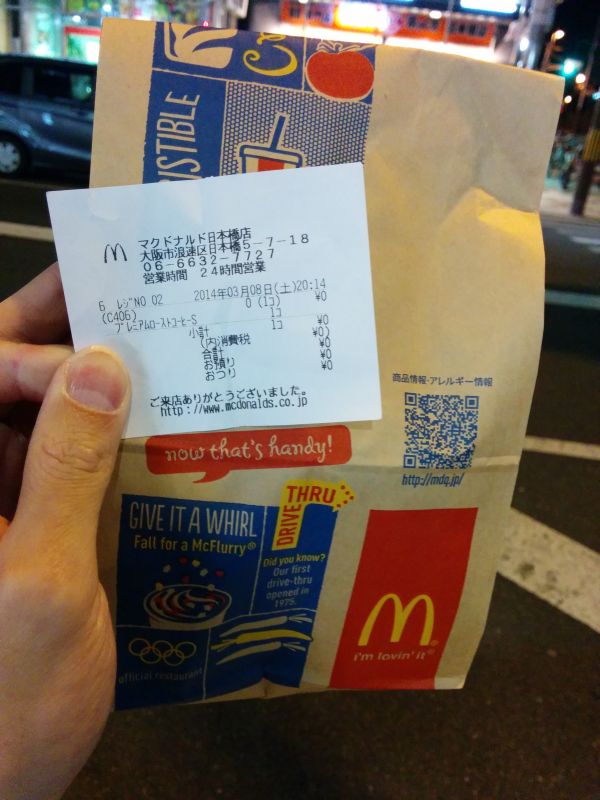 ISTIBLE
マクドナルド日本橋店
大阪市浪速区日本橋5-7-18
06-6632-7727
営業時間 24時間営業
6 レジNO 02 2014年03月08日(土)20:14
(C406) 0 (1コ) ¥0
プレミアムローストコーヒーS 1コ
小計 1コ ¥0
(内消費税 ¥0)
合計 ¥0
お預り ¥0
おつり ¥0
ご来店ありがとうございました。
http://www.mcdonalds.co.jp
商品情報・アレルギー情報
http://mdq.jp/
now that's handy!
GIVE IT A WHIRL
Fall for a McFlurry®
DRIVE THRU
Did you know?
Our first
drive-thru
opened in
1975.
official restaurant
i'm lovin' it®